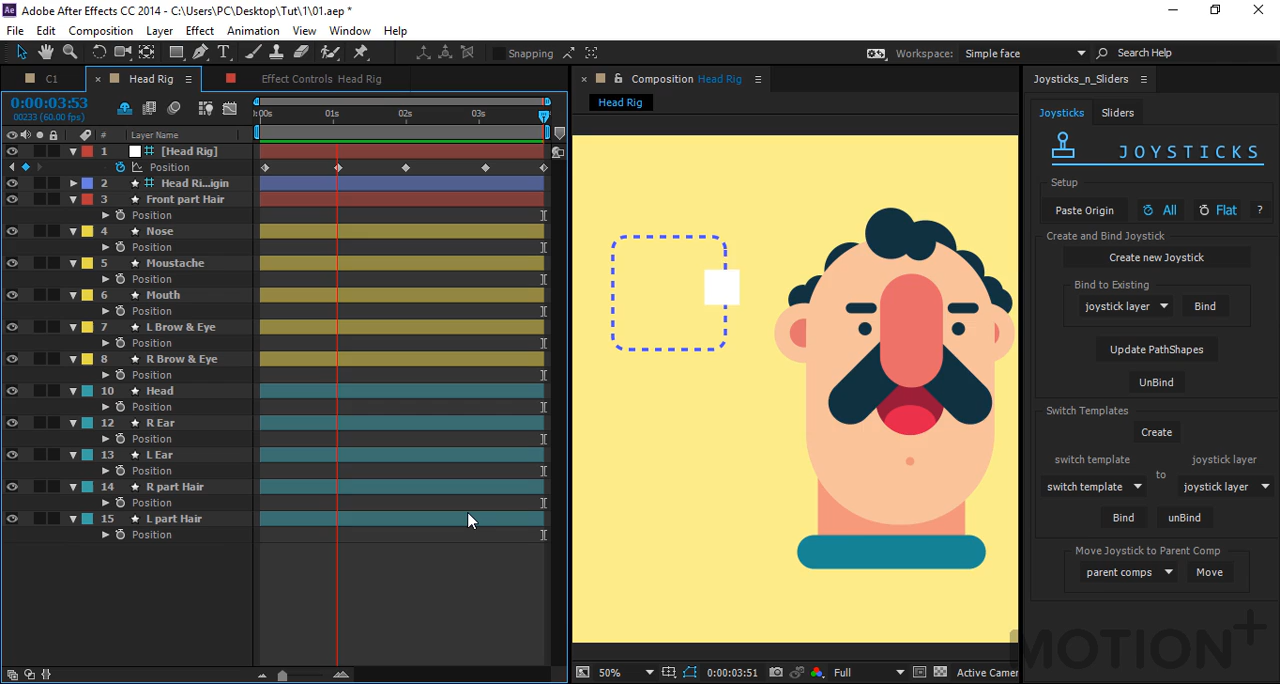 Ae Adobe After Effects CC 2014 - C:\Users\PC\Desktop\Tut\1\01.aep *
File Edit Composition Layer Effect Animation View Window Help
T Snapping Workspace: Simple face Search Help
C1 Head Rig Effect Controls Head Rig Composition Head Rig Joysticks_n_Sliders
0:00:03:53
00233 (60.00 fps)
:00s 01s 02s 03s
Head Rig
Joysticks Sliders
# Layer Name
1 [Head Rig]
Position
2 Head Ri...igin
3 Front part Hair
Position
4 Nose
Position
5 Moustache
Position
6 Mouth
Position
7 L Brow & Eye
Position
8 R Brow & Eye
Position
10 Head
Position
12 R Ear
Position
13 L Ear
Position
14 R part Hair
Position
15 L part Hair
Position
JOYSTICKS
Setup
Paste Origin All Flat ?
Create and Bind Joystick
Create new Joystick
Bind to Existing
joystick layer Bind
Update PathShapes
UnBind
Switch Templates
Create
switch template joystick layer
to
switch template joystick layer
Bind unBind
Move Joystick to Parent Comp
parent comps Move
MOTION+
50% 0:00:03:51 Full Active Camer